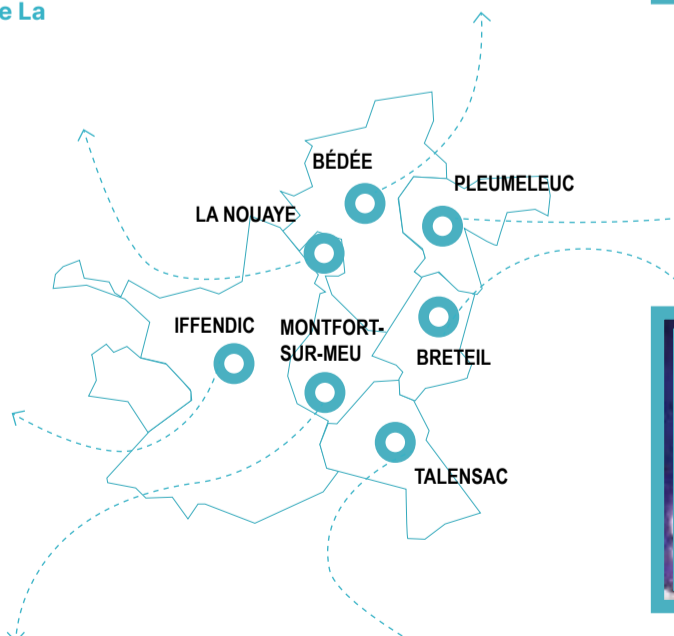 e La
BÉDÉE
PLEUMELEUC
LA NOUAYE
IFFENDIC
MONTFORT-
SUR-MEU
BRETEIL
TALENSAC